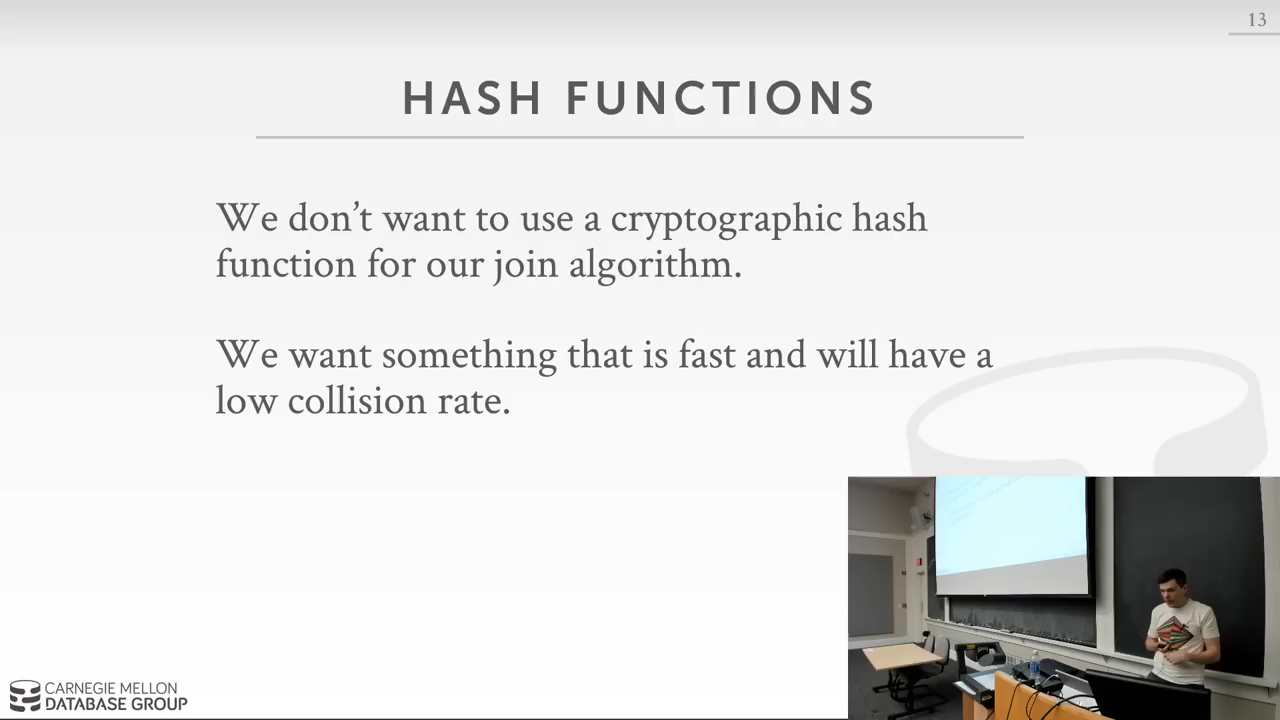 13
HASH FUNCTIONS
We don’t want to use a cryptographic hash
function for our join algorithm.
We want something that is fast and will have a
low collision rate.
CARNEGIE MELLON
DATABASE GROUP